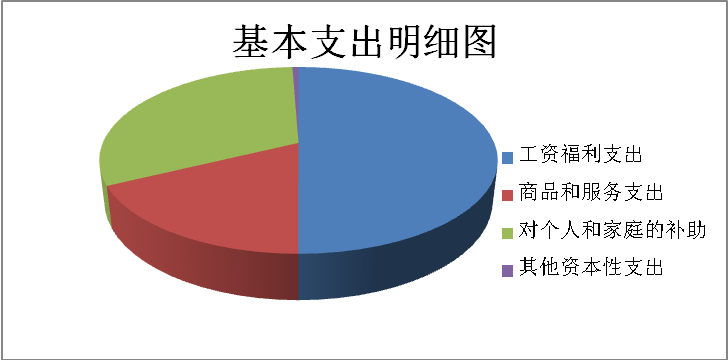 基本支出明细图
工资福利支出
商品和服务支出
对个人和家庭的补助
其他资本性支出